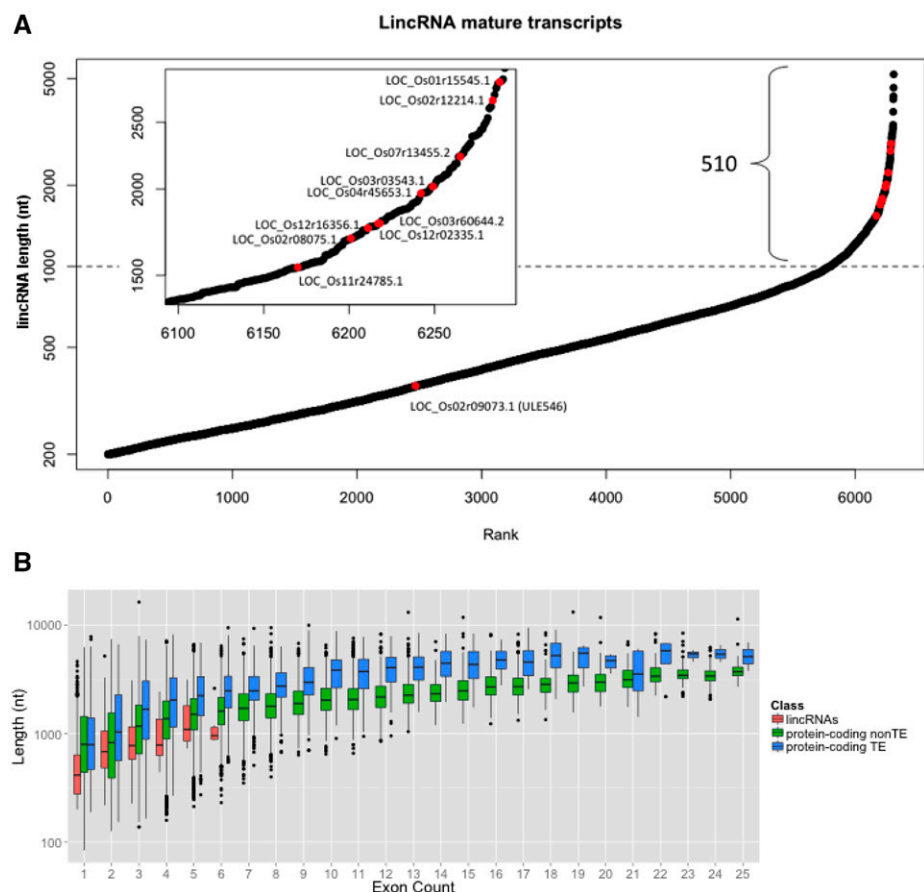 A
LincRNA mature transcripts
lincRNA length (nt)
5000
2000
1000
500
200
2500
2000
1500
LOC_Os01r15545.1
LOC_Os02r12214.1
LOC_Os07r13455.2
LOC_Os03r03543.1
LOC_Os04r45653.1
LOC_Os03r60644.2
LOC_Os12r16356.1
LOC_Os12r02335.1
LOC_Os02r08075.1
LOC_Os11r24785.1
6100 6150 6200 6250
510
LOC_Os02r09073.1 (ULE546)
0 1000 2000 3000 4000 5000 6000
Rank
B
Length (nt)
10000
1000
100
1 2 3 4 5 6 7 8 9 10 11 12 13 14 15 16 17 18 19 20 21 22 23 24 25
Exon Count
Class
lincRNAs
protein-coding nonTE
protein-coding TE